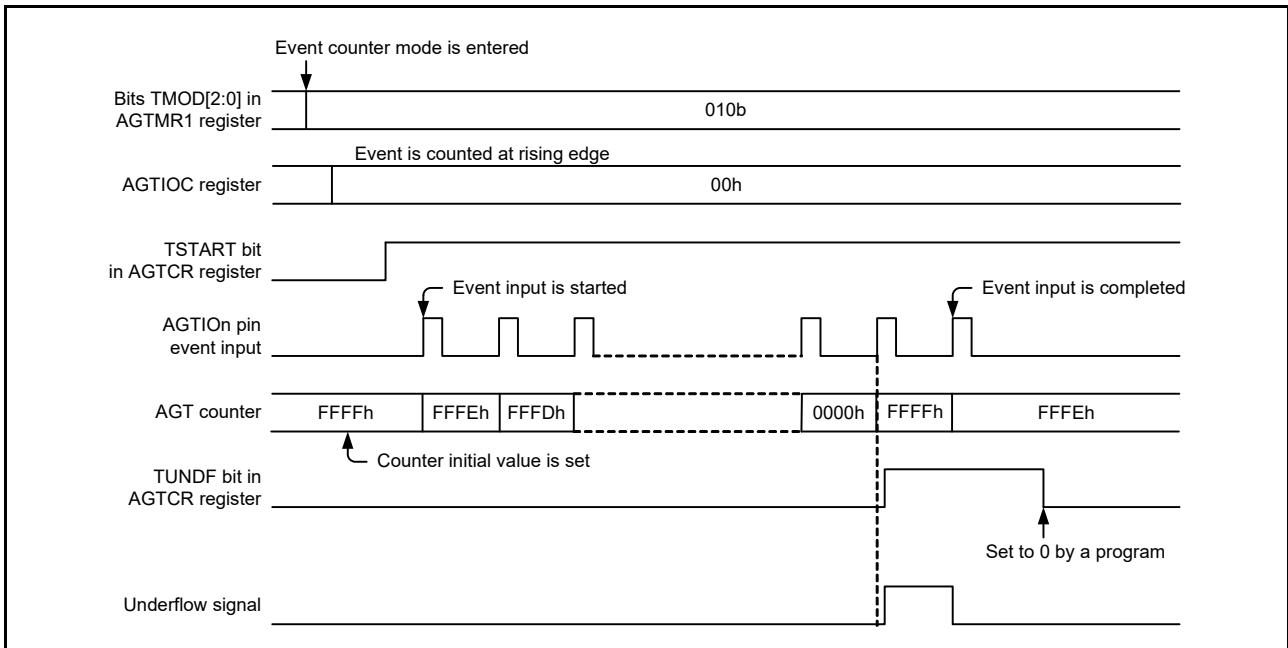 Event counter mode is entered
Bits TMOD[2:0] in
AGTMR1 register
010b
Event is counted at rising edge
AGTIOC register
00h
TSTART bit
in AGTCR register
Event input is started
Event input is completed
AGTIOn pin
event input
AGT counter
FFFFh
FFFEh
FFFDh
0000h
FFFFh
FFFEh
Counter initial value is set
TUNDF bit in
AGTCR register
Set to 0 by a program
Underflow signal